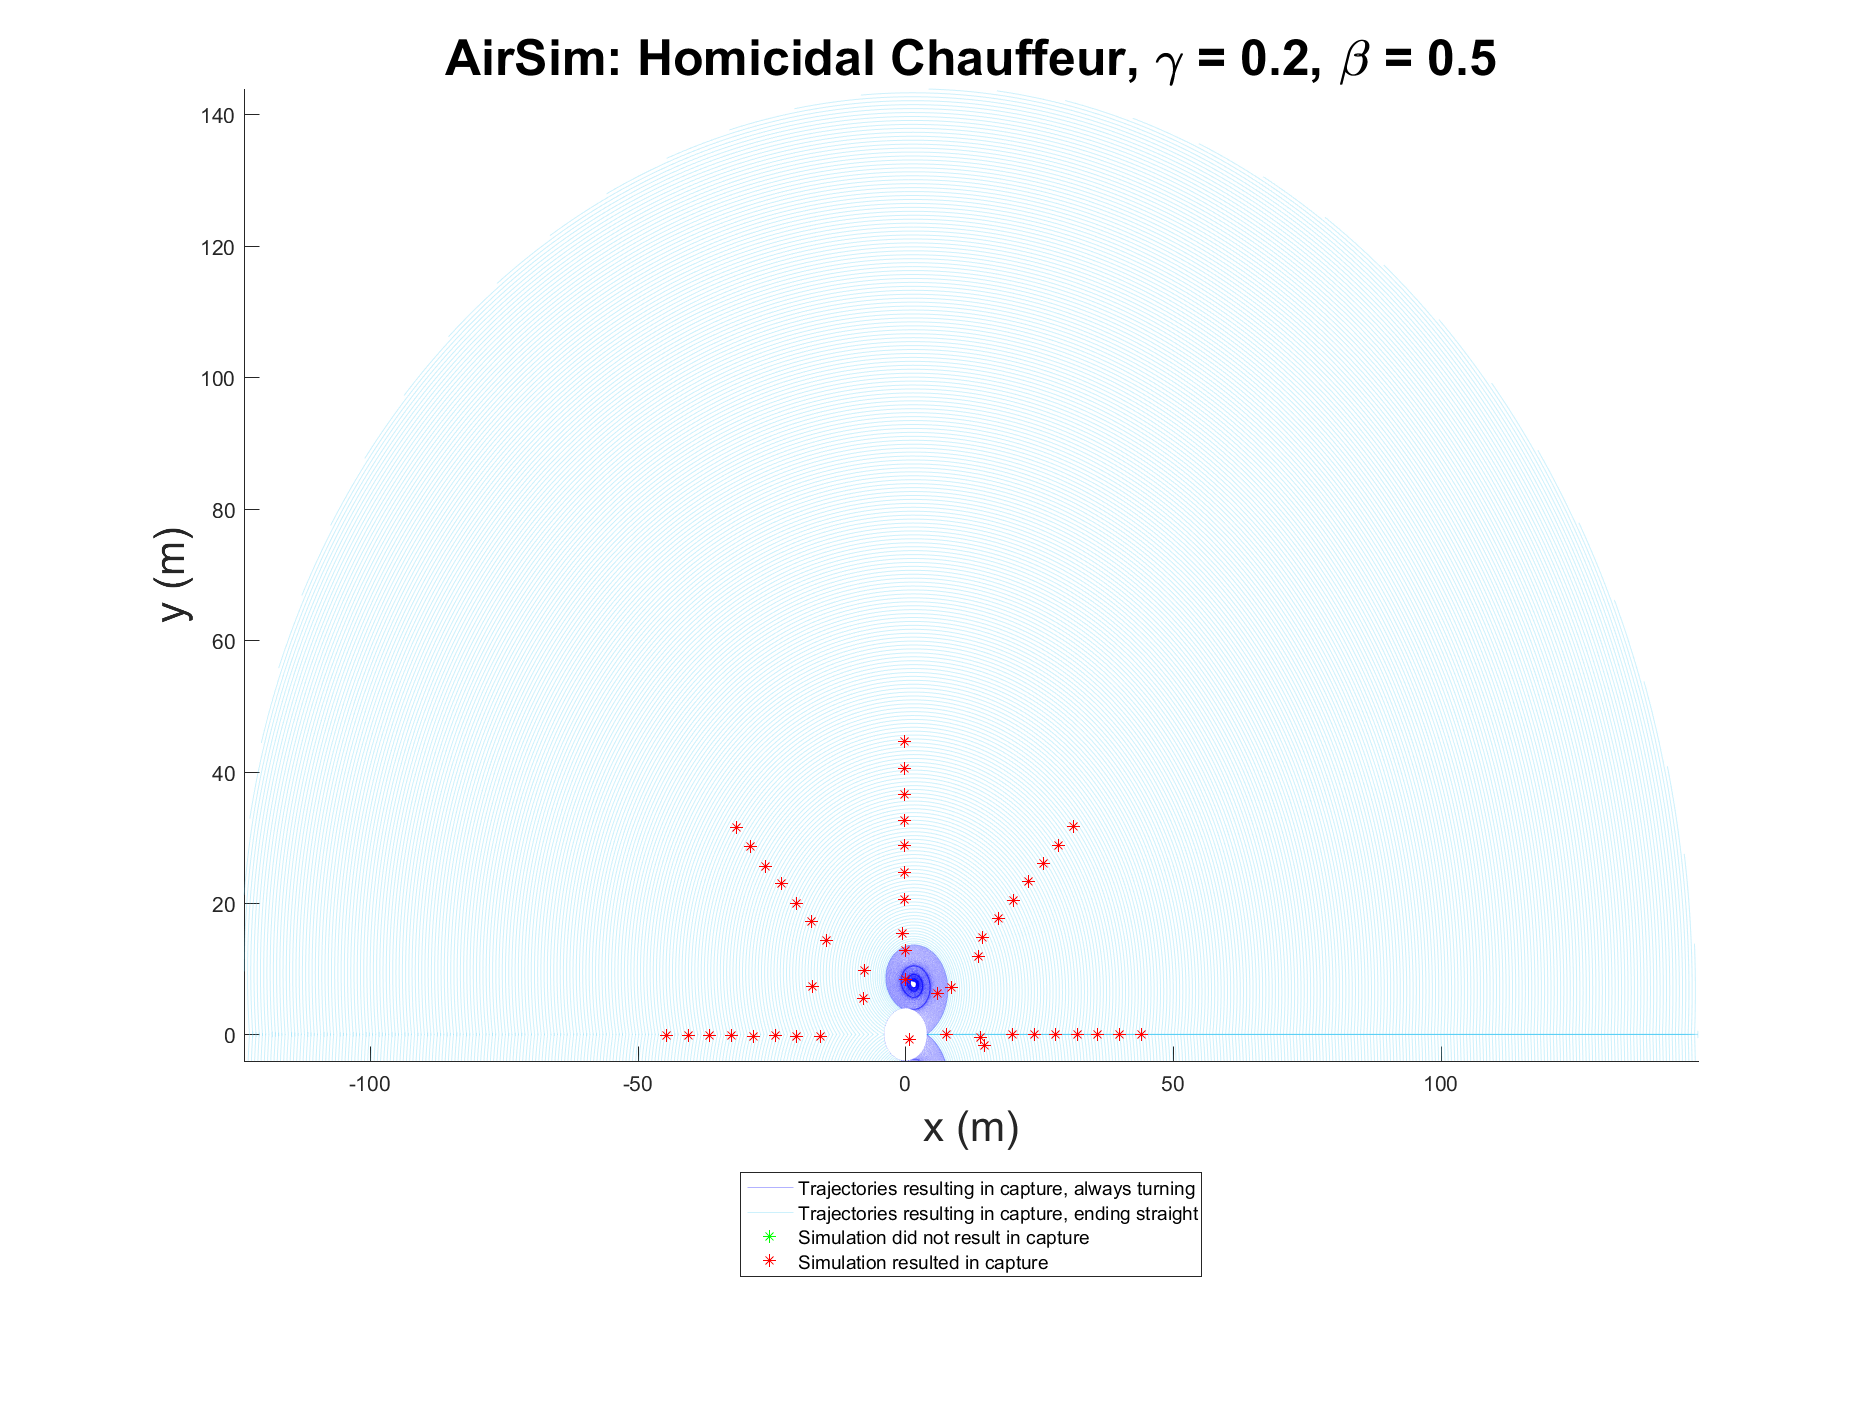 AirSim: Homicidal Chauffeur, γ = 0.2, β = 0.5
140
120
100
80
60
40
20
0
y (m)
-100 -50 0 50 100
x (m)
Trajectories resulting in capture, always turning
Trajectories resulting in capture, ending straight
Simulation did not result in capture
Simulation resulted in capture